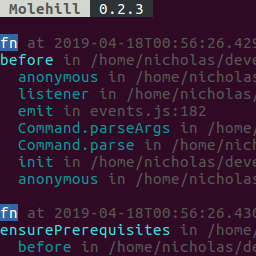 Molehill 0.2.3
fn at 2019-04-18T00:56:26.429
before in /home/nicholas/deve
anonymous in /home/nicholas
listener in /home/nicholas/
emit in events.js:182
Command.parseArgs in /home/
Command.parse in /home/nich
init in /home/nicholas/deve
anonymous in /home/nicholas
fn at 2019-04-18T00:56:26.430
ensurePrerequisites in /home/
before in /home/nicholas/de